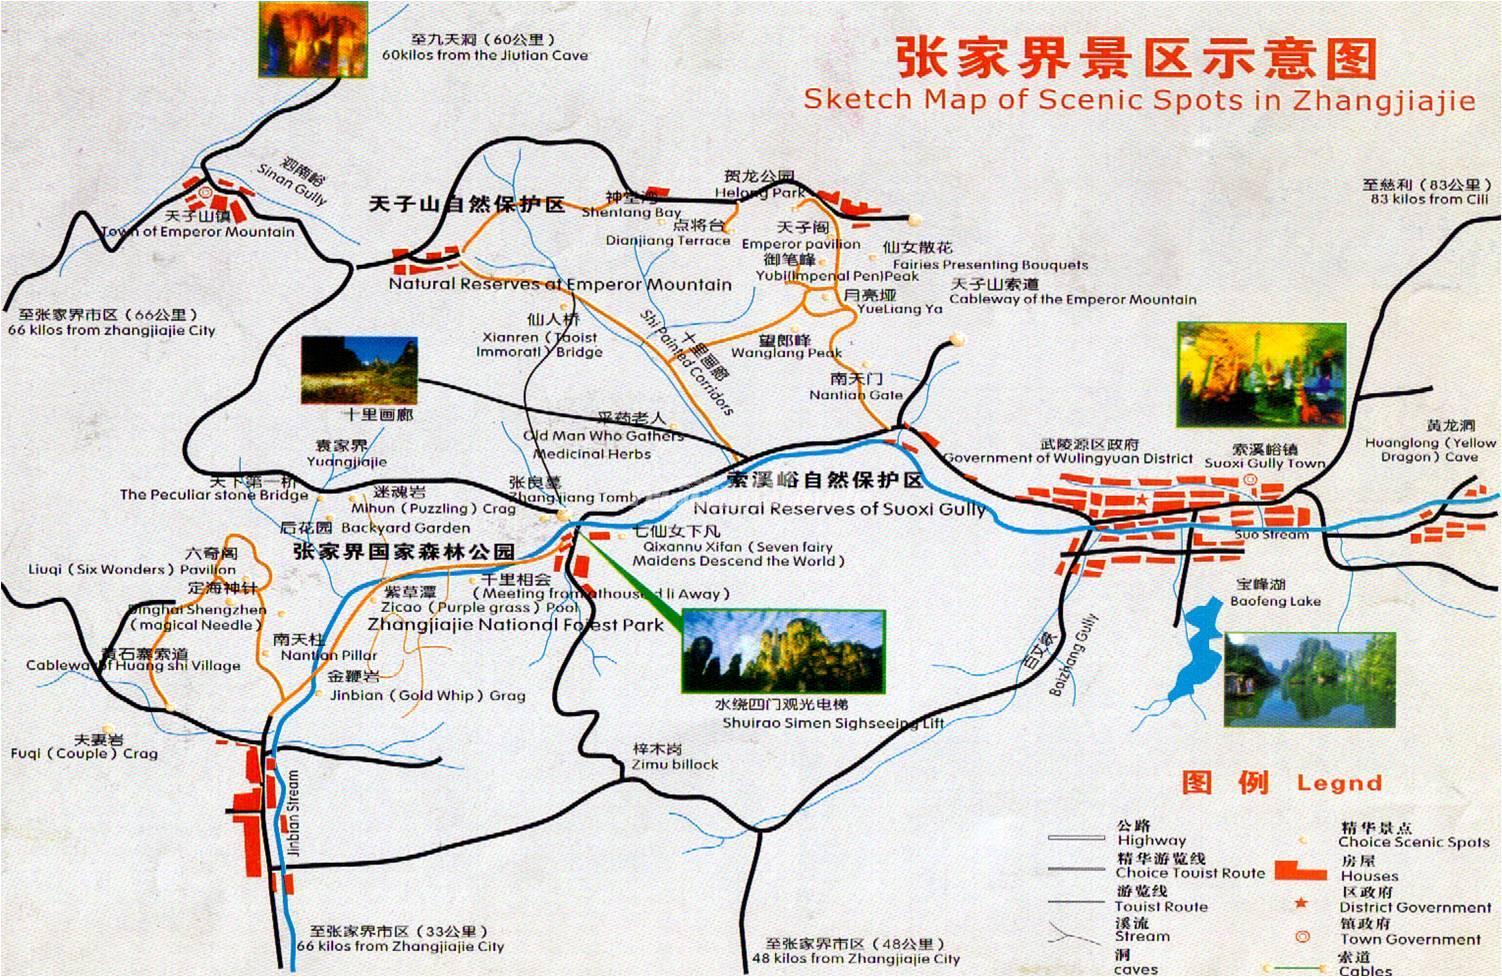 至九天洞（60公里）
60kilos from the Jiutian Cave
张家界景区示意图
Sketch Map of Scenic Spots in Zhangjiajie
泗南峪
Sinan Gully
天子山镇
Town of Emperor Mountain
天子山自然保护区
神堂湾
Shentang Bay
贺龙公园
Helong Park
至慈利（83公里）
83 kilos from Cili
点将台
Dianjiang Terrace
天子阁
Emperor pavilion
仙女散花
Fairies Presenting Bouquets
御笔峰
Yubi(Impenal Pen)Peak
天子山索道
Cableway of the Emperor Mountain
Natural Reserves at Emperor Mountain
月亮垭
YueLiang Ya
至张家界市区（66公里）
66 kilos from zhangjiajie City
仙人桥
Xianren（Taoist
Immoratl）Bridge
十里画廊
Shi Painted Corridors
望郎峰
Wanglang Peak
南天门
Nantian Gate
十里画廊
采药老人
Old Man Who Gathers
Medicinal Herbs
袁家界
Yuangjiajie
武陵源区政府
Government of Wulingyuan District
索溪峪镇
Suoxi Gully Town
黄龙洞
Huanglong（Yellow
Dragon）Cave
天下第一桥
The Peculiar stone Bridge
迷魂岩
Mihun（Puzzling）Crag
张良墓
Zhangliang Tomb
索溪峪自然保护区
Natural Reserves of Suoxi Gully
后花园 Backyard Garden
七仙女下凡
Qixannu Xifan（Seven fairy
Maidens Descend the World）
Suo Stream
张家界国家森林公园
六奇阁
Liuqi（Six Wonders）Pavilion
定海神针
Dinghai Shengzhen
（magical Needle）
千里相会
（Meeting from athousand li Away）
紫草潭
Zicao（Purple grass）Pool
Zhangjiajie National Forest Park
宝峰湖
Baofeng Lake
南天柱
Nantian Pillar
黄石寨索道
Cableway of Huang shi Village
金鞭岩
Jinbian（Gold Whip）Grag
百丈峡
Baizhang Gully
水绕四门观光电梯
Shuirao Simen Sighseeing Lift
夫妻岩
Fuqi（Couple）Crag
梓木岗
Zimu billock
Jinbian Stream
至张家界市区（33公里）
66 kilos from Zhangjiajie City
至张家界市区（48公里）
48 kilos from Zhangjiajie City
图 例 Legnd
公路
Highway
精华游览线
Choice Touist Route
游览线
Touist Route
溪流
Stream
洞
caves
精华景点
Choice Scenic Spots
房屋
Houses
区政府
District Government
镇政府
Town Government
索道
Cables